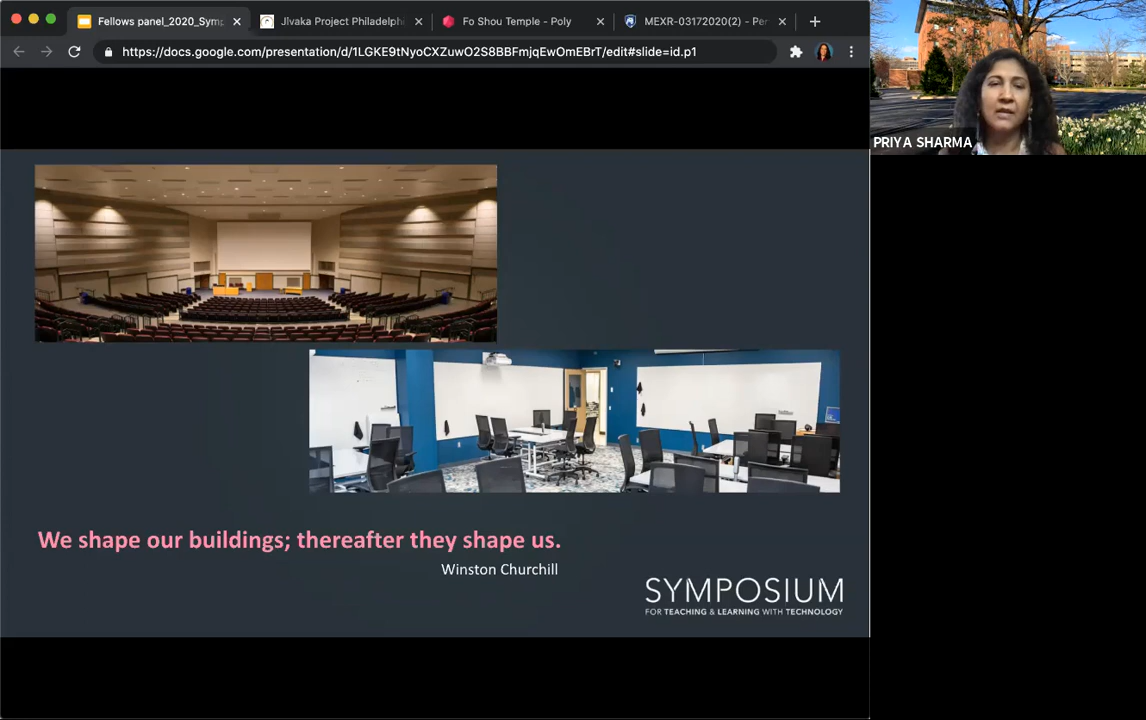 Fellows panel_2020_Symp
Jīvaka Project Philadelphi
Fo Shou Temple - Poly
MEXR-03172020(2) - Per
https://docs.google.com/presentation/d/1LGKE9tNyoCXZuwO2S8BBFmjqEwOmEBrT/edit#slide=id.p1
PRIYA SHARMA
We shape our buildings; thereafter they shape us.
Winston Churchill
SYMPOSIUM
FOR TEACHING & LEARNING WITH TECHNOLOGY